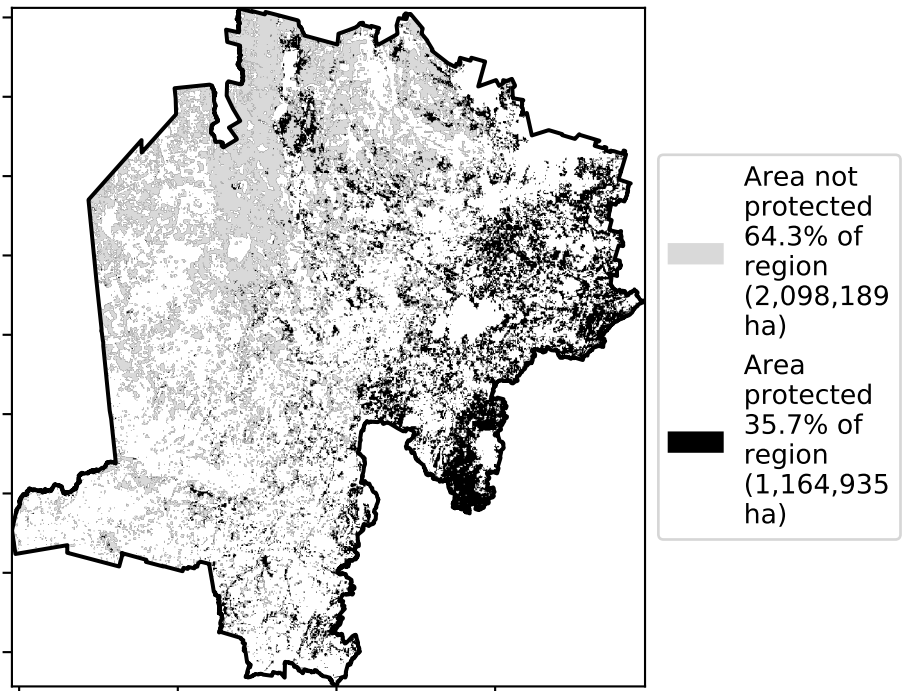 Area not
protected
64.3% of
region
(2,098,189
ha)
Area
protected
35.7% of
region
(1,164,935
ha)